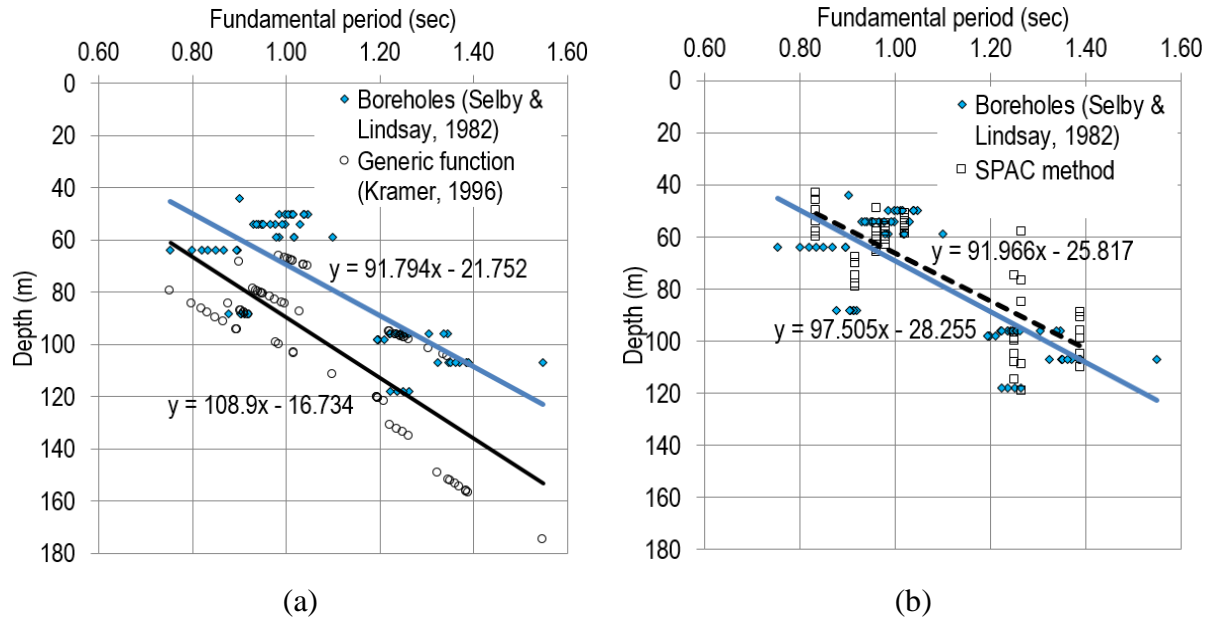 Fundamental period (sec)
0.60 0.80 1.00 1.20 1.40 1.60
0
20
40
60
80
100
120
140
160
180
Depth (m)
Boreholes (Selby &
Lindsay, 1982)
Generic function
(Kramer, 1996)
y = 91.794x - 21.752
y = 108.9x - 16.734
(a)
Fundamental period (sec)
0.60 0.80 1.00 1.20 1.40 1.60
0
20
40
60
80
100
120
140
160
180
Depth (m)
Boreholes (Selby &
Lindsay, 1982)
SPAC method
y = 91.966x - 25.817
y = 97.505x - 28.255
(b)